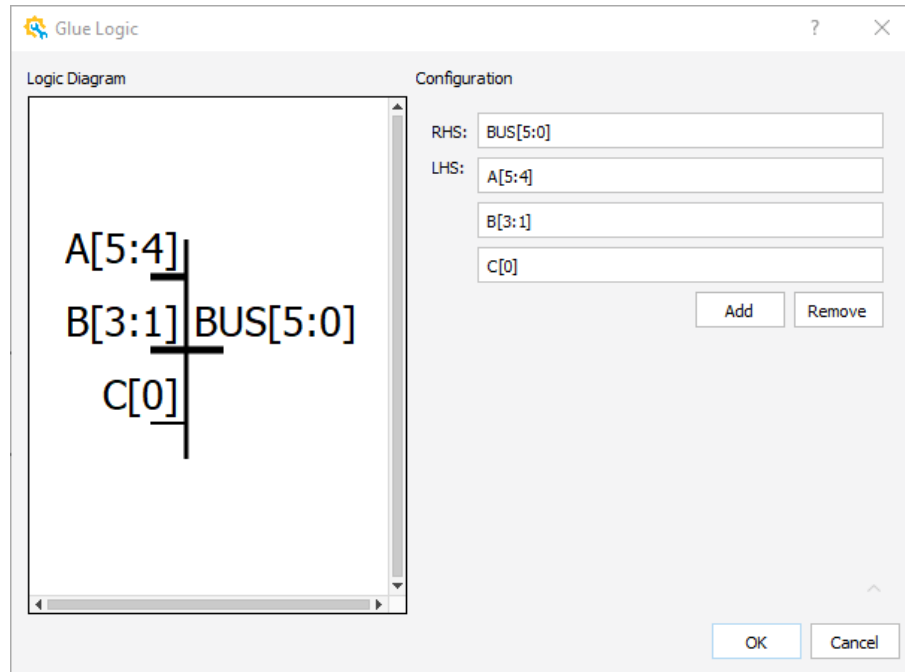 Glue Logic
?
Logic Diagram
Configuration
A[5:4]
B[3:1] BUS[5:0]
C[0]
RHS: BUS[5:0]
LHS: A[5:4]
B[3:1]
C[0]
Add Remove
OK Cancel